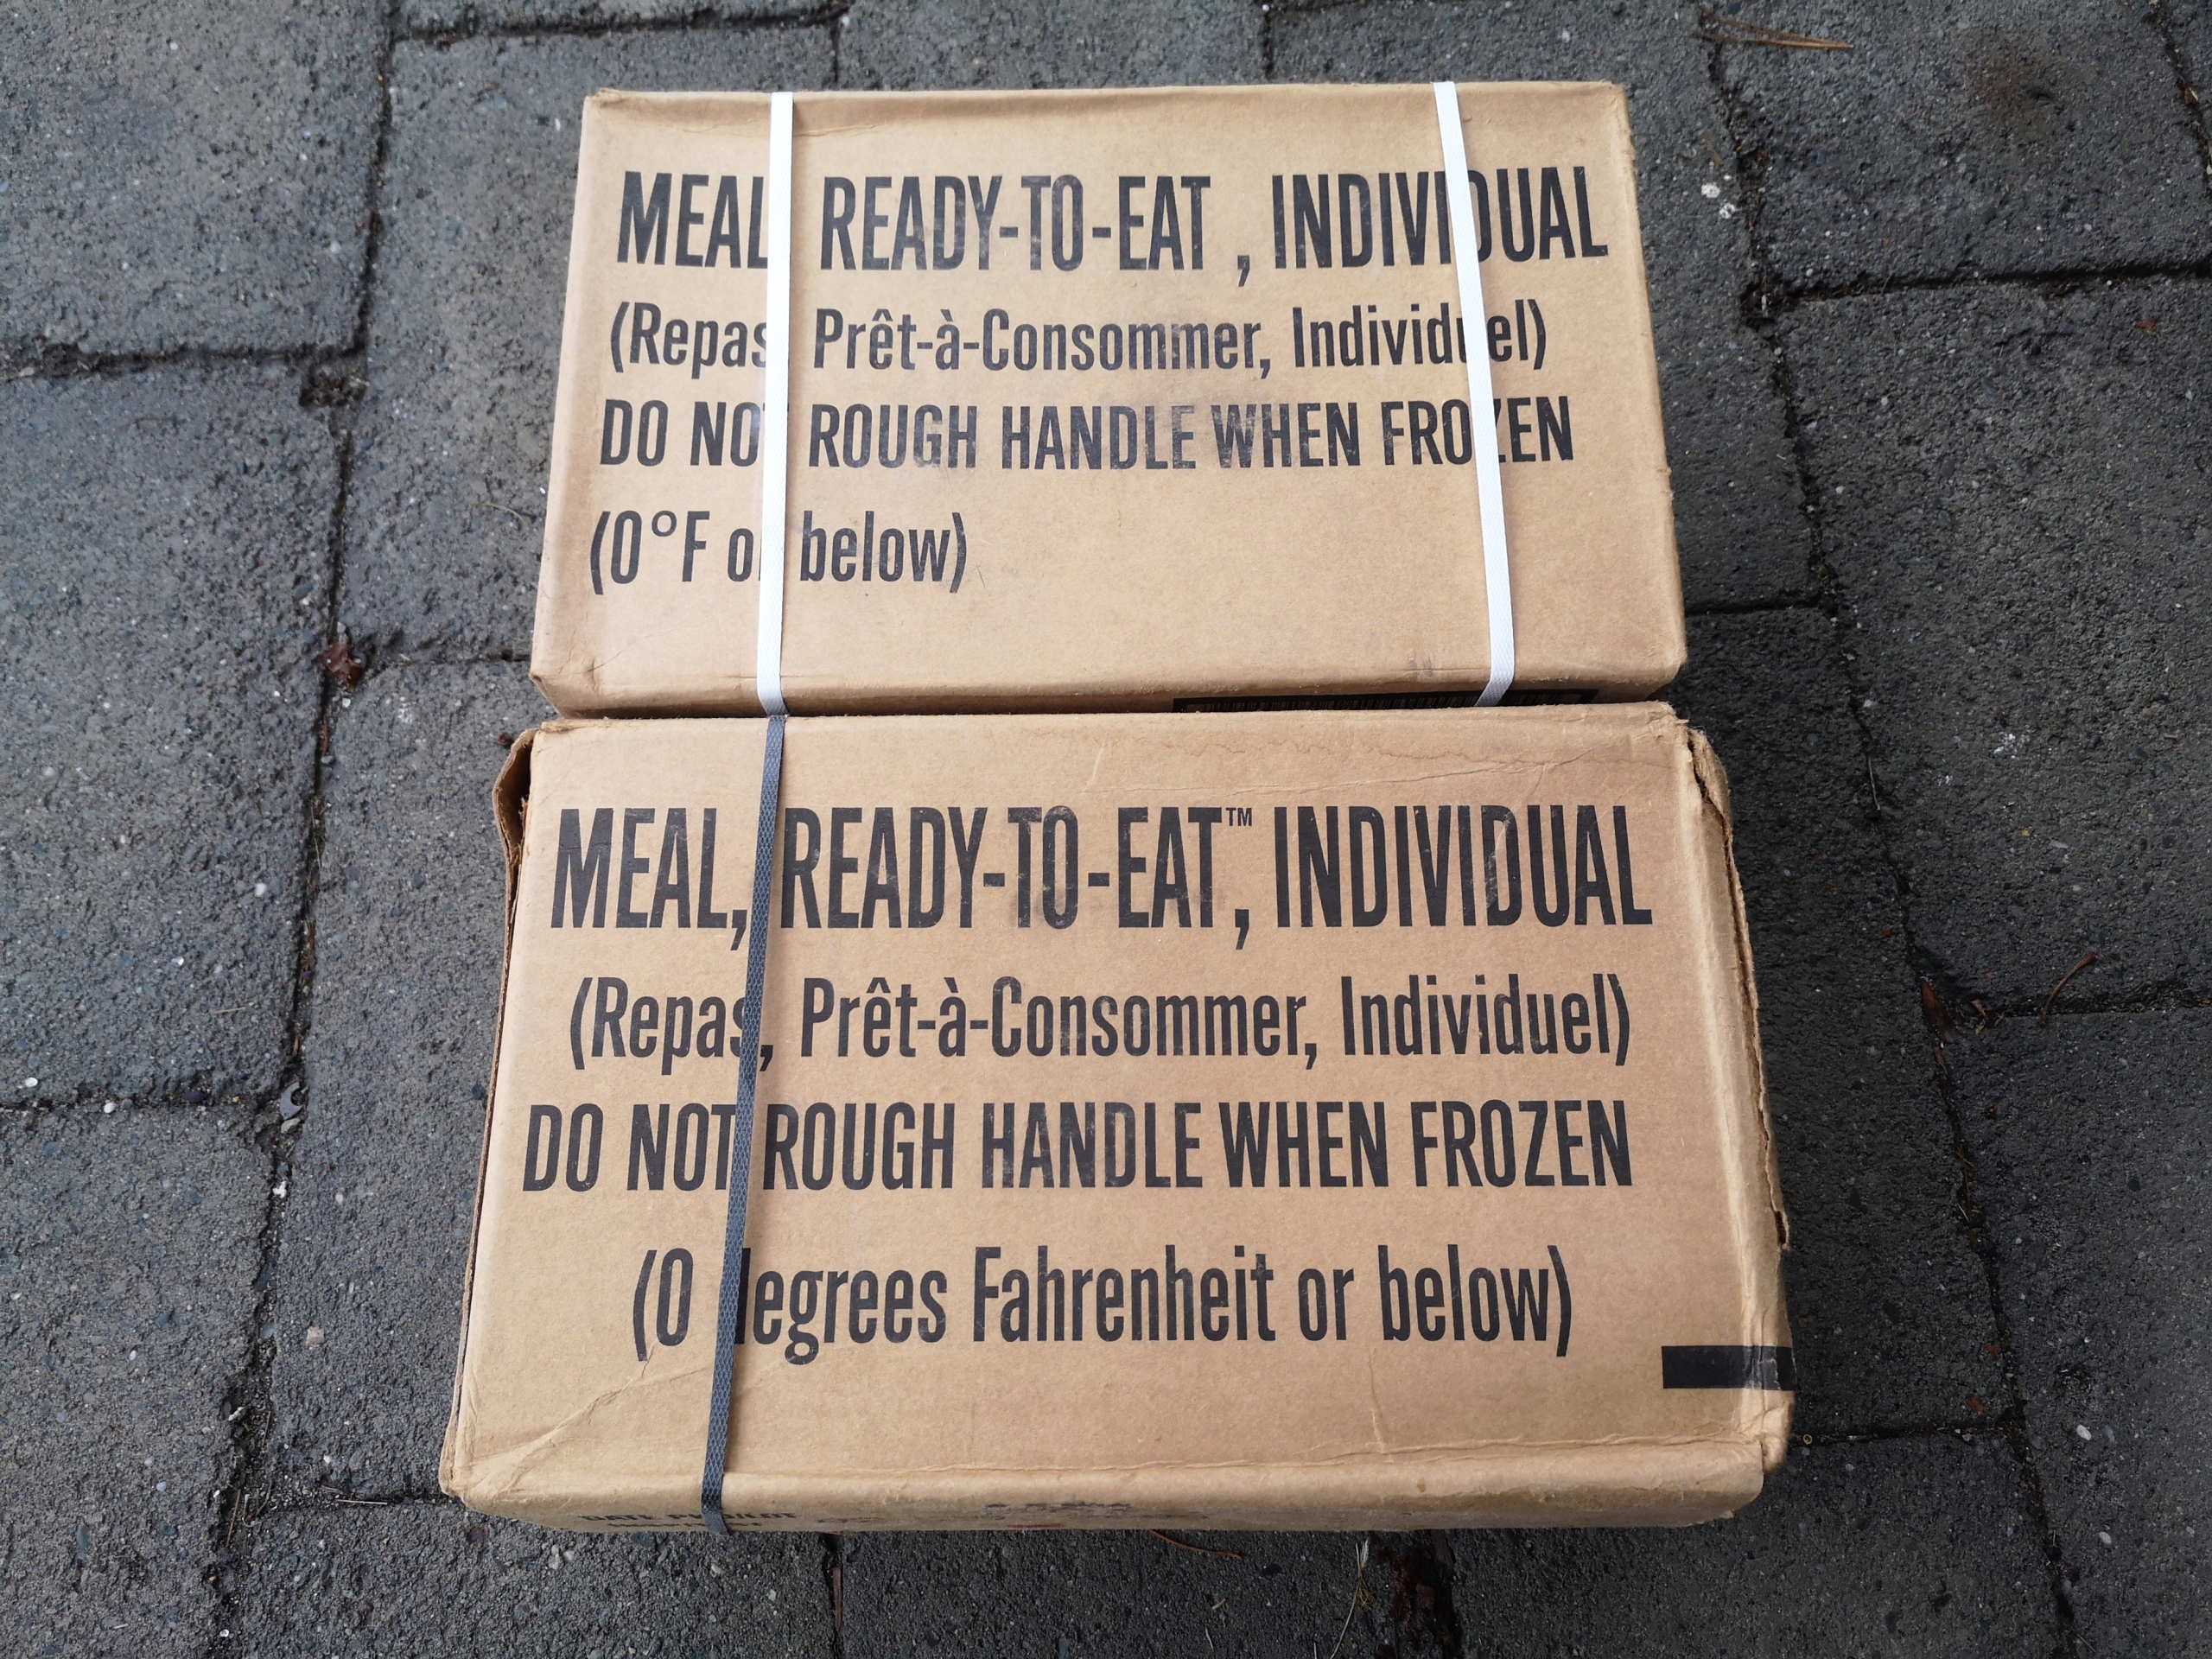 MEAL READY-TO-EAT , INDIVIDUAL
(Repas Prêt-à-Consommer, Individuel)
DO NOT ROUGH HANDLE WHEN FROZEN
(0°F or below)
MEAL, READY-TO-EAT™, INDIVIDUAL
(Repas, Prêt-à-Consommer, Individuel)
DO NOT ROUGH HANDLE WHEN FROZEN
(0 degrees Fahrenheit or below)